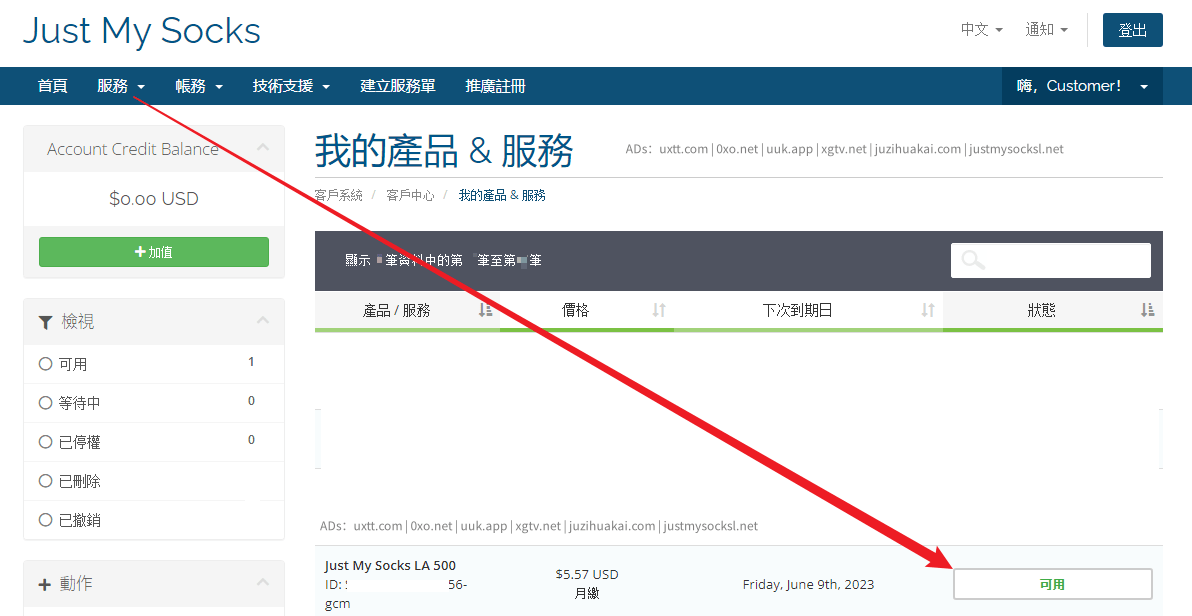 Just My Socks
中文 通知 登出
首頁 服務 帳務 技術支援 建立服務單 推廣註冊 嗨，Customer!
Account Credit Balance
$0.00 USD
加值
檢視
可用 1
等待中 0
已停權 0
已刪除
已撤銷
動作
我的產品 & 服務
ADs：uxtt.com | 0xo.net | uuk.app | xgtv.net | juzihuakai.com | justmysocksl.net
客戶系統 / 客戶中心 / 我的產品 & 服務
顯示 筆資料中的第 筆至第 筆
產品 / 服務 價格 下次到期日 狀態
ADs：uxtt.com | 0xo.net | uuk.app | xgtv.net | juzihuakai.com | justmysocksl.net
Just My Socks LA 500
ID: 56-
gcm
$5.57 USD
月繳
Friday, June 9th, 2023
可用